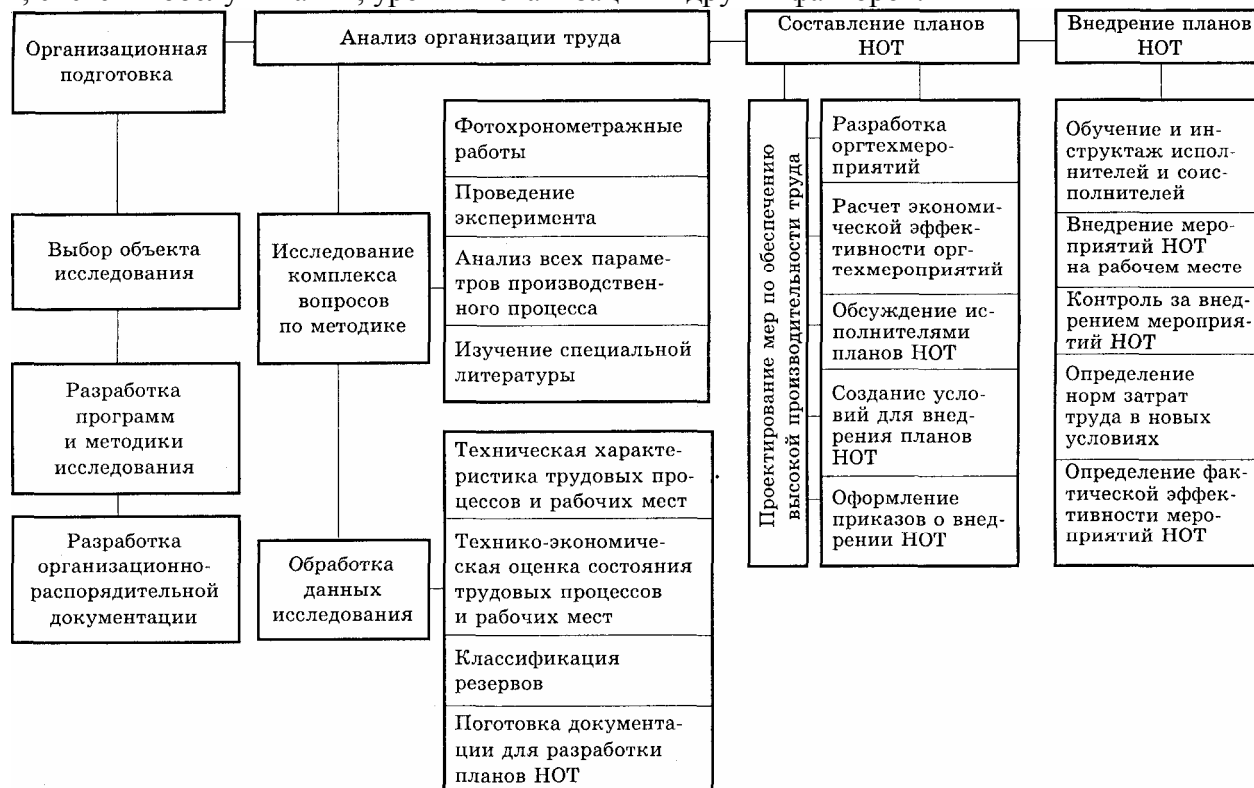 Организационная
подготовка
Анализ организации труда
Составление планов
НОТ
Внедрение планов
НОТ
Выбор объекта
исследования
Разработка
программ
и методики
исследования
Разработка
организационно-
распорядительной
документации
Исследование
комплекса
вопросов
по методике
Обработка
данных
исследования
Фотохронометражные
работы
Проведение
эксперимента
Анализ всех параме-
тров производствен-
ного процесса
Изучение специальной
литературы
Техническая характе-
ристика трудовых про-
цессов и рабочих мест
Технико-экономиче-
ская оценка состояния
трудовых процессов
и рабочих мест
Классификация
резервов
Поготовка документа-
ции для разработки
планов НОТ
Проектирование мер по обеспечению
высокой производительности труда
Разработка
оргтехмеро-
приятий
Расчет экономи-
ческой эффек-
тивности орг-
техмероприятий
Обсуждение ис-
полнителями
планов НОТ
Создание усло-
вий для внед-
рения планов
НОТ
Оформление
приказов о внед-
рении НОТ
Обучение и ин-
структаж испол-
нителей и соис-
полнителей
Внедрение меро-
приятий НОТ
на рабочем месте
Контроль за внед-
рением мероприя-
тий НОТ
Определение
норм затрат
труда в новых
условиях
Определение фак-
тической эффек-
тивности меро-
приятий НОТ